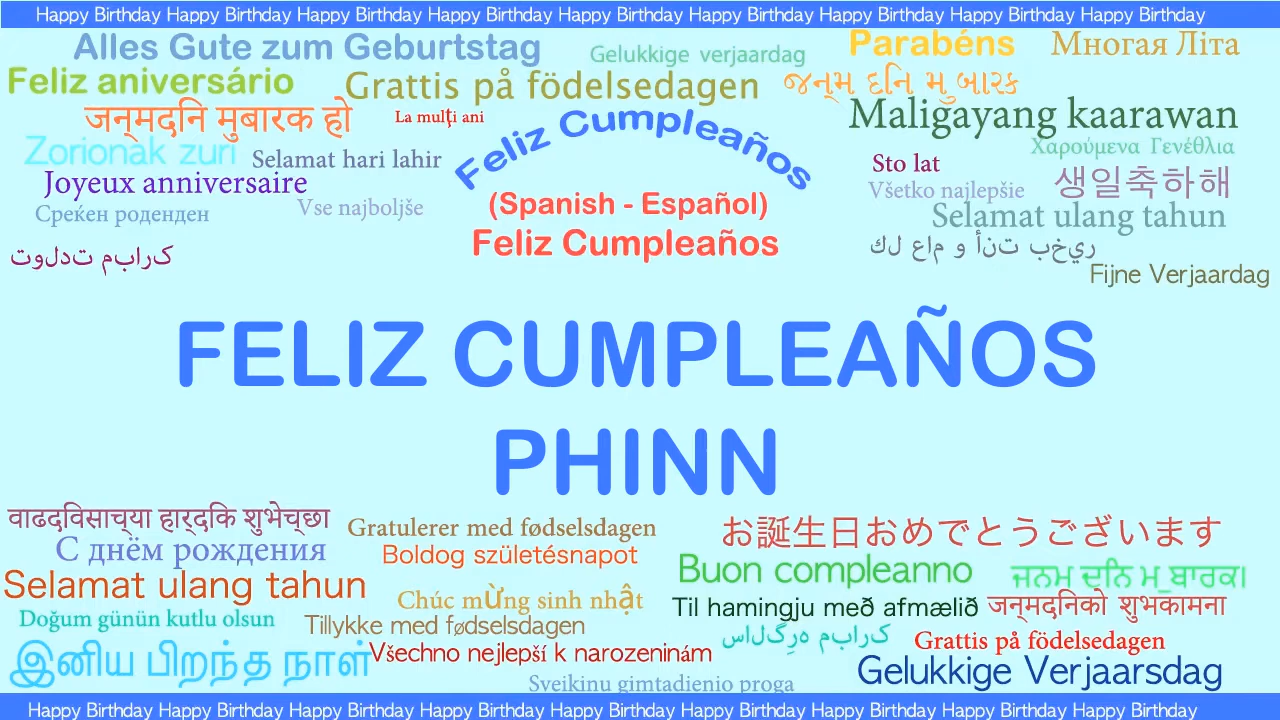 Happy Birthday Happy Birthday Happy Birthday Happy Birthday Happy Birthday Happy Birthday Happy Birthday Happy Birthday Happy Birthday
Alles Gute zum Geburtstag
Gelukkige verjaardag
Parabéns
Многая Літа
Feliz aniversário
Grattis på födelsedagen
જન્મ દિન મુબારક
जन्मदिन मुबारक हो
La mulţi ani
Feliz Cumpleaños
Maligayang kaarawan
Zorionak zuri
Selamat hari lahir
Sto lat
Χαρούμενα Γενέθλια
Joyeux anniversaire
Všetko najlepšie
생일축하해
Срећен роденден
Vse najboljše
(Spanish - Español)
Selamat ulang tahun
Feliz Cumpleaños
تولدت مبارک
كل عام و أنت بخير
Fijne Verjaardag
FELIZ CUMPLEAÑOS
PHINN
वाढदिवसाच्या हार्दिक शुभेच्छा
Gratulerer med fødselsdagen
お誕生日おめでとうございます
С днём рождения
Boldog születésnapot
Buon compleanno
ਜਨਮ ਦਿਨ ਮੁਬਾਰਕ।
Selamat ulang tahun
Chúc mừng sinh nhật
Til hamingju með afmælið
जन्मदिनको शुभकामना
Doğum günün kutlu olsun
Tillykke med fødselsdagen
سالگرہ مبارک
Grattis på födelsedagen
இனிய பிறந்த நாள்
Všechno nejlepší k narozeninám
Gelukkige Verjaarsdag
Sveikinu gimtadienio proga
Happy Birthday Happy Birthday Happy Birthday Happy Birthday Happy Birthday Happy Birthday Happy Birthday Happy Birthday Happy Birthday